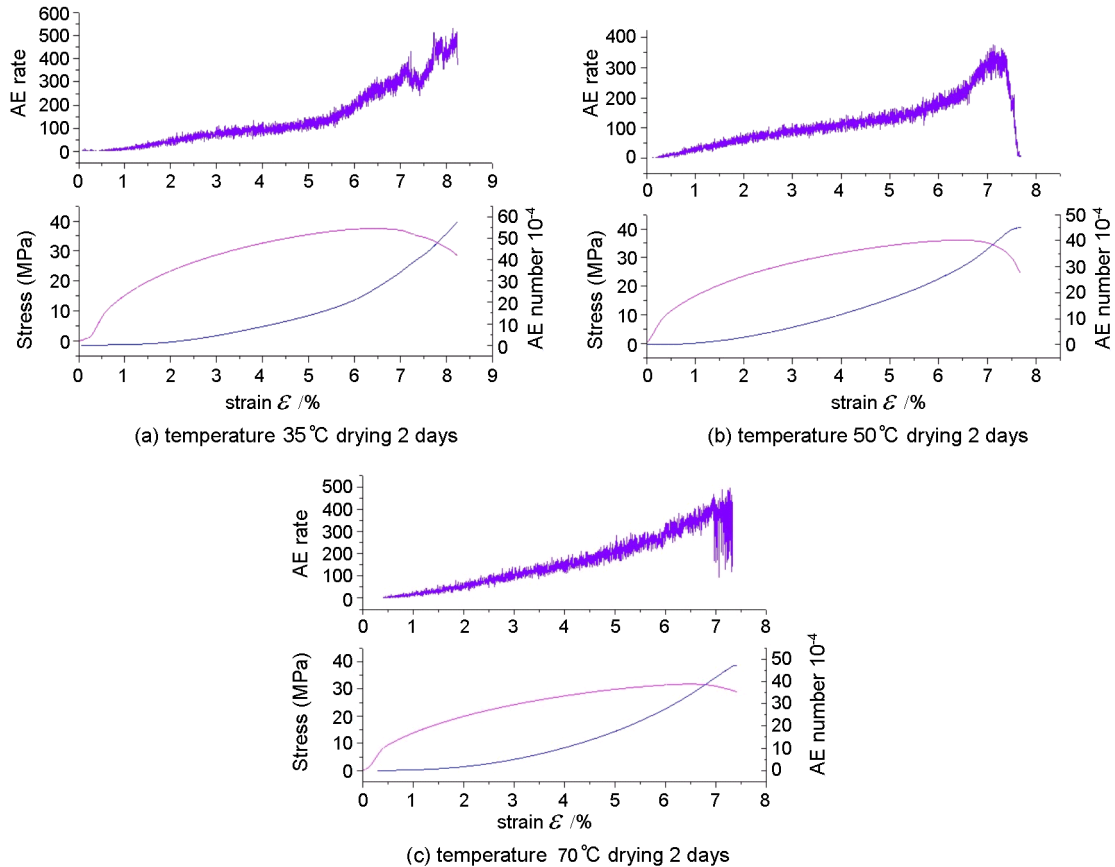 600
500
400
300
200
100
0
AE rate
0 1 2 3 4 5 6 7 8 9
40
30
20
10
0
Stress (MPa)
60
50
40
30
20
10
0
AE number 10⁻⁴
0 1 2 3 4 5 6 7 8 9
strain ℰ /%
(a) temperature 35℃ drying 2 days
400
300
200
100
0
AE rate
0 1 2 3 4 5 6 7 8
40
35
20
10
0
Stress (MPa)
50
40
30
20
10
0
AE number 10⁻⁴
0 1 2 3 4 5 6 7 8
strain ℰ /%
(b) temperature 50℃ drying 2 days
500
400
300
200
100
0
AE rate
0 1 2 3 4 5 6 7 8
40
30
20
10
0
Stress (MPa)
50
40
30
20
10
0
AE number 10⁻⁴
0 1 2 3 4 5 6 7 8
strain ℰ /%
(c) temperature 70℃ drying 2 days